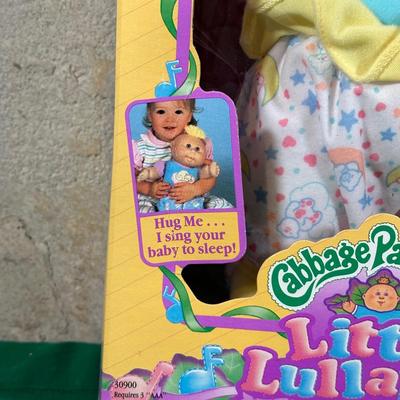 Hug Me . . .
I sing your
baby to sleep!
Cabbage Pa
Litt
Lulla
30900
Requires 3 "AAA"